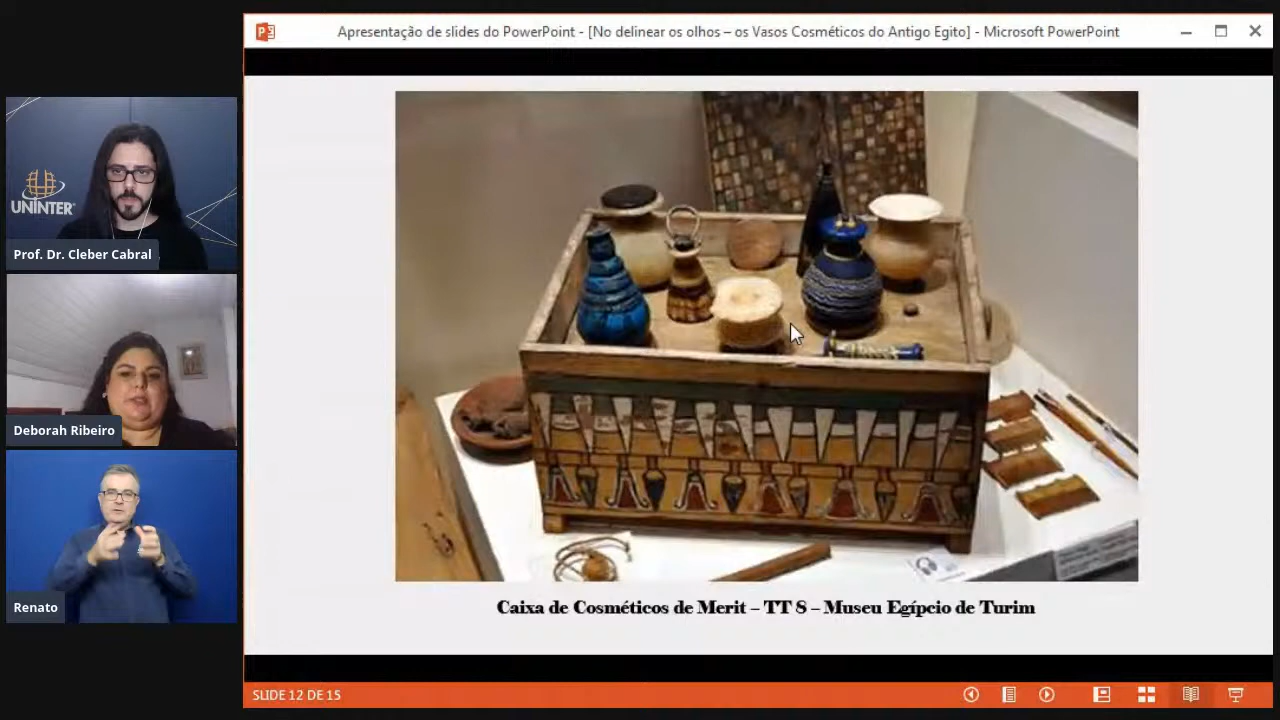 Apresentação de slides do PowerPoint - [No delinear os olhos – os Vasos Cosméticos do Antigo Egito] - Microsoft PowerPoint
UNINTER
Prof. Dr. Cleber Cabral
Deborah Ribeiro
Renato
Caixa de Cosméticos de Merit – TT 8 – Museu Egípcio de Turim
SLIDE 12 DE 15